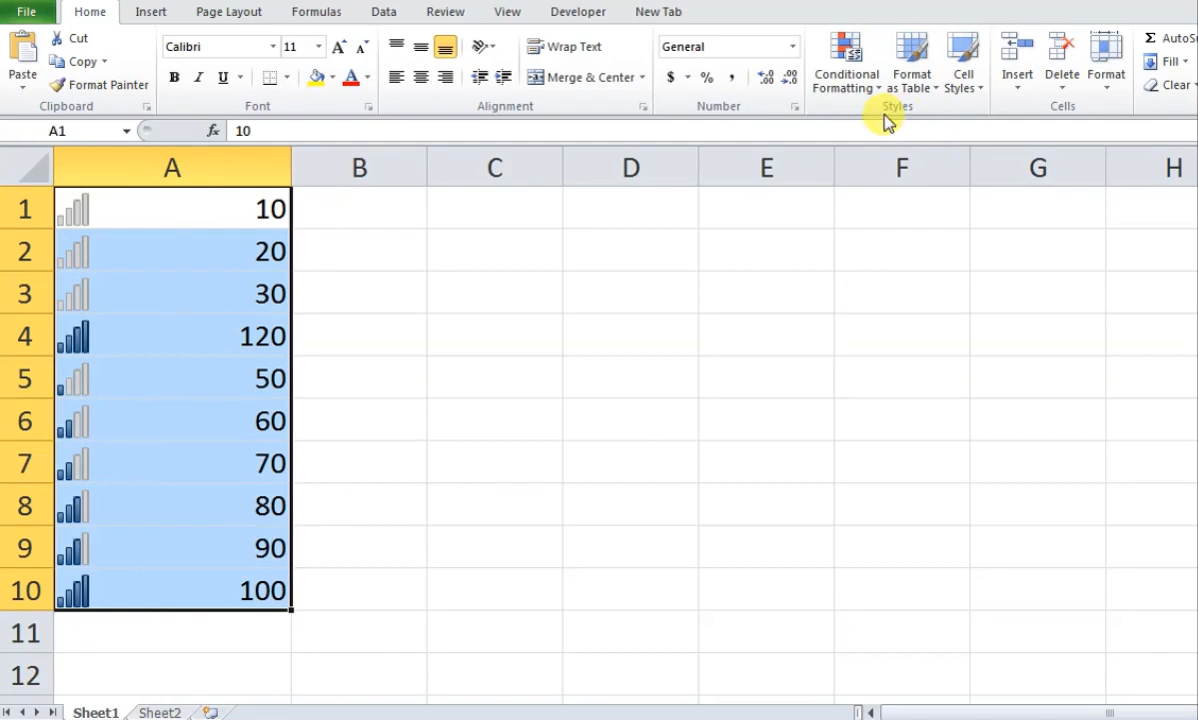 File Home Insert Page Layout Formulas Data Review View Developer New Tab
Cut
Copy
Format Painter
Paste
Clipboard
Calibri 11
B I U A
Font
Wrap Text
Merge & Center
Alignment
General
$ % , .0 .00
Number
Conditional Formatting
Format as Table
Cell Styles
Styles
Insert Delete Format
Cells
Σ
Fill
Clear
A1 fx 10
A B C D E F G H
1 10
2 20
3 30
4 120
5 50
6 60
7 70
8 80
9 90
10 100
11
12
Sheet1 Sheet2